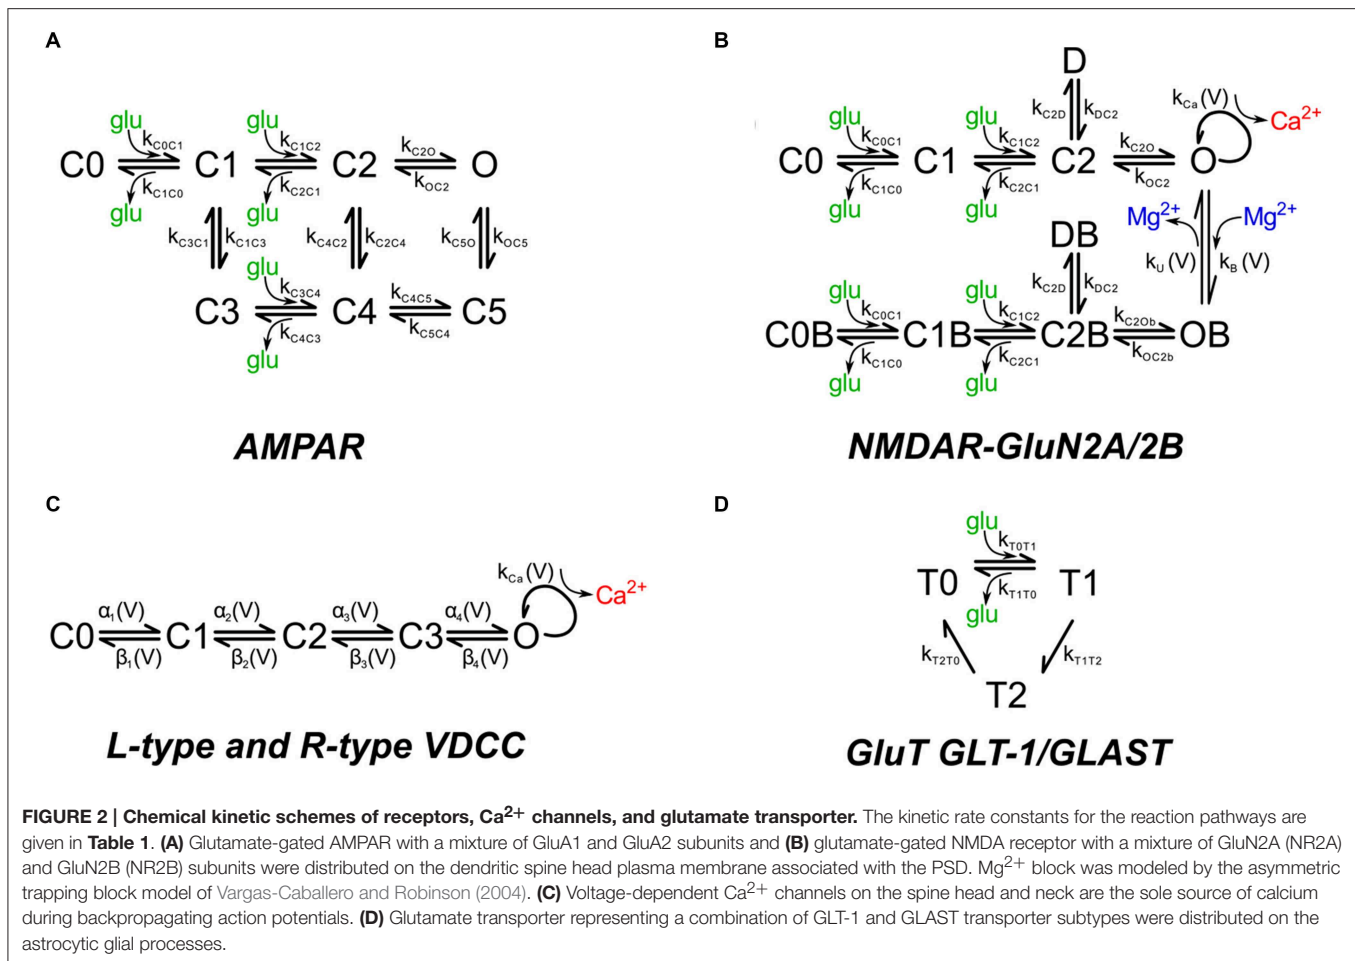 A
glu glu
kC0C1 kC1C2 kC2O
C0 C1 C2 O
kC1C0 kC2C1 kOC2
glu glu
kC3C1 kC1C3 kC4C2 kC2C4 kC5O kOC5
glu
kC3C4 kC4C5
C3 C4 C5
kC4C3 kC5C4
glu
AMPAR
B
D
kC2D kDC2
kCa(V) Ca2+
glu glu
kC0C1 kC1C2 kC2O
C0 C1 C2 O
kC1C0 kC2C1 kOC2
glu glu
Mg2+ Mg2+
DB
kU(V) kB(V)
kC2D kDC2
glu glu
kC0C1 kC1C2 kC2Ob
C0B C1B C2B OB
kC1C0 kC2C1 kOC2b
glu glu
NMDAR-GluN2A/2B
C
kCa(V) Ca2+
α1(V) α2(V) α3(V) α4(V)
C0 C1 C2 C3 O
β1(V) β2(V) β3(V) β4(V)
L-type and R-type VDCC
D
glu
kT0T1
T0 T1
kT1T0
glu
kT2T0 kT1T2
T2
GluT GLT-1/GLAST
FIGURE 2 | Chemical kinetic schemes of receptors, Ca2+ channels, and glutamate transporter. The kinetic rate constants for the reaction pathways are
given in Table 1. (A) Glutamate-gated AMPAR with a mixture of GluA1 and GluA2 subunits and (B) glutamate-gated NMDA receptor with a mixture of GluN2A (NR2A)
and GluN2B (NR2B) subunits were distributed on the dendritic spine head plasma membrane associated with the PSD. Mg2+ block was modeled by the asymmetric
trapping block model of Vargas-Caballero and Robinson (2004). (C) Voltage-dependent Ca2+ channels on the spine head and neck are the sole source of calcium
during backpropagating action potentials. (D) Glutamate transporter representing a combination of GLT-1 and GLAST transporter subtypes were distributed on the
astrocytic glial processes.